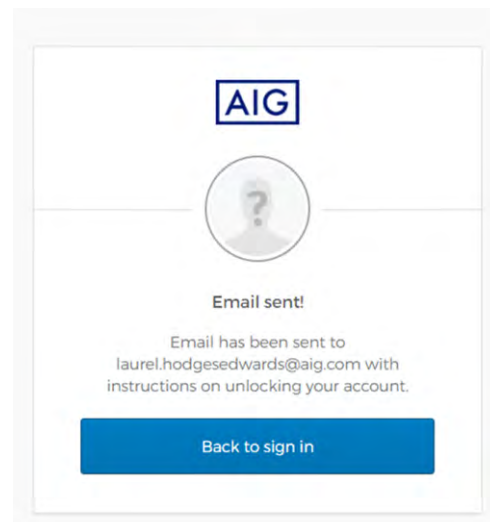 AIG
?
Email sent!
Email has been sent to
laurel.hodgesedwards@aig.com with
instructions on unlocking your account.
Back to sign in